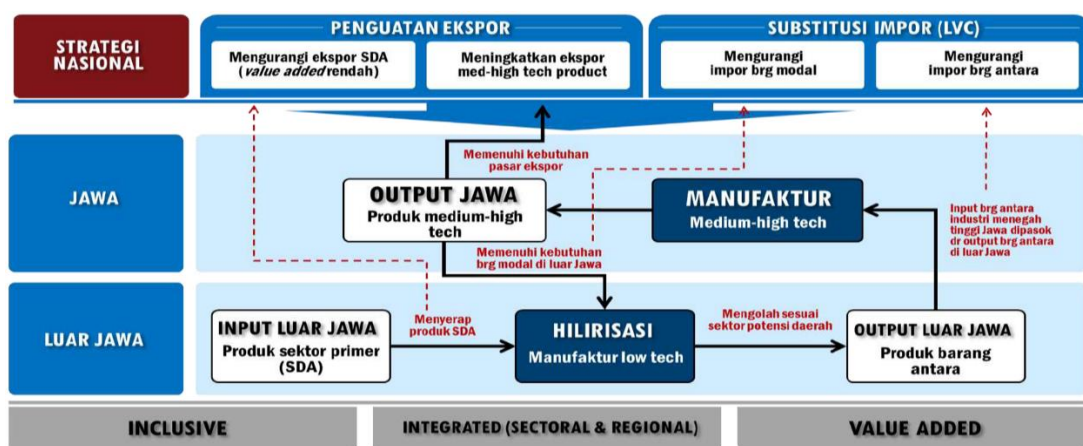 STRATEGI
NASIONAL
PENGUATAN EKSPOR
Mengurangi ekspor SDA
(value added rendah)
Meningkatkan ekspor
med-high tech product
SUBSTITUSI IMPOR (LVC)
Mengurangi
impor brg modal
Mengurangi
impor brg antara
JAWA
Memenuhi kebutuhan
pasar ekspor
OUTPUT JAWA
Produk medium-high
tech
MANUFAKTUR
Medium-high tech
Memenuhi kebutuhan
brg modal di luar Jawa
Input brg antara
industri menegah
tinggi Jawa dipasok
dr output brg antara
di luar Jawa
LUAR JAWA
INPUT LUAR JAWA
Produk sektor primer
(SDA)
Menyerap
produk SDA
HILIRISASI
Manufaktur low tech
Mengolah sesuai
sektor potensi daerah
OUTPUT LUAR JAWA
Produk barang
antara
INCLUSIVE
INTEGRATED (SECTORAL & REGIONAL)
VALUE ADDED